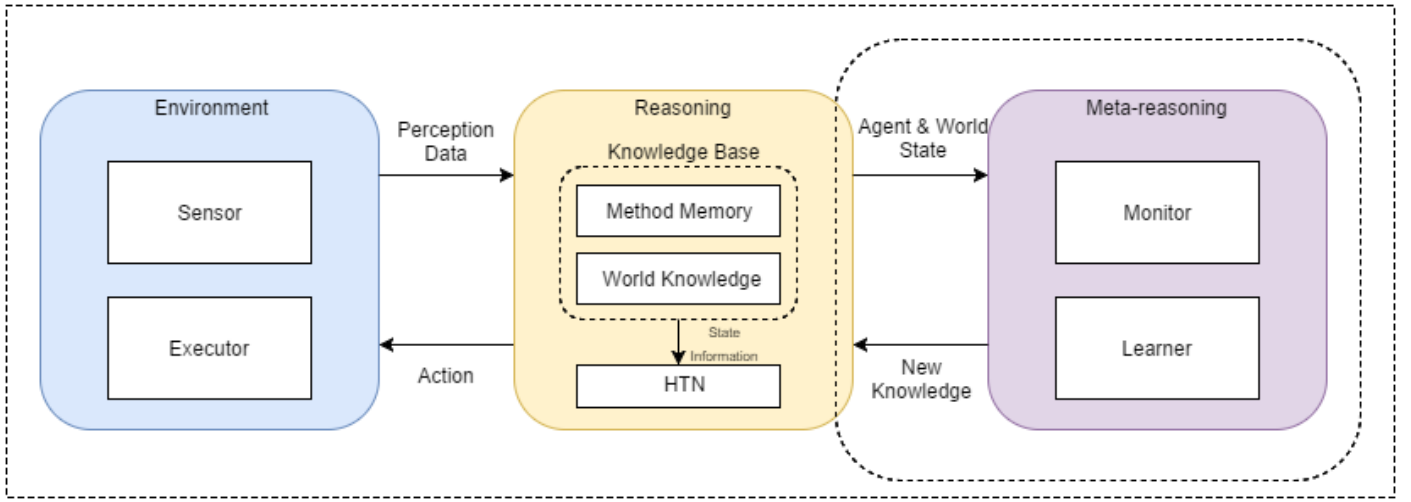 Environment
Sensor
Executor
Perception
Data
Action
Reasoning
Knowledge Base
Method Memory
World Knowledge
State
Information
HTN
Agent & World
State
New
Knowledge
Meta-reasoning
Monitor
Learner